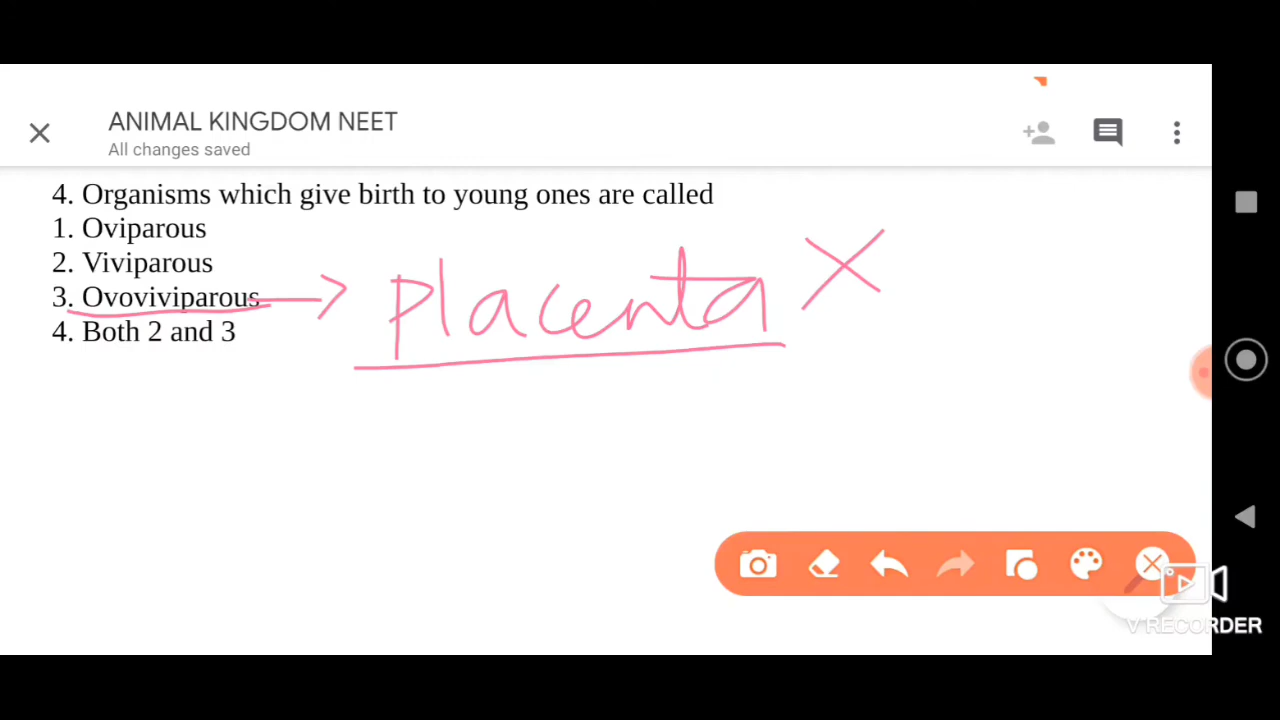 ANIMAL KINGDOM NEET
All changes saved
4. Organisms which give birth to young ones are called
1. Oviparous
2. Viviparous
3. Ovoviviparous → placenta ✗
4. Both 2 and 3
V RECORDER